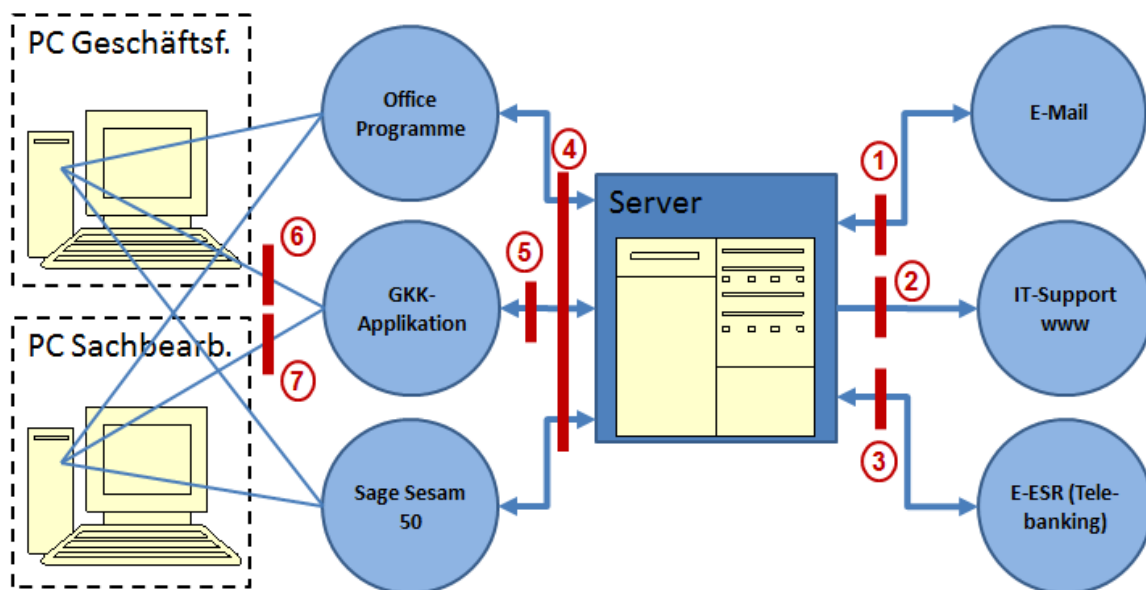 PC Geschäftsf.
Office
Programme
4
E-Mail
1
Server
6
5
2
GKK-
Applikation
IT-Support
www
PC Sachbearb.
7
3
Sage Sesam
50
E-ESR (Tele-
banking)